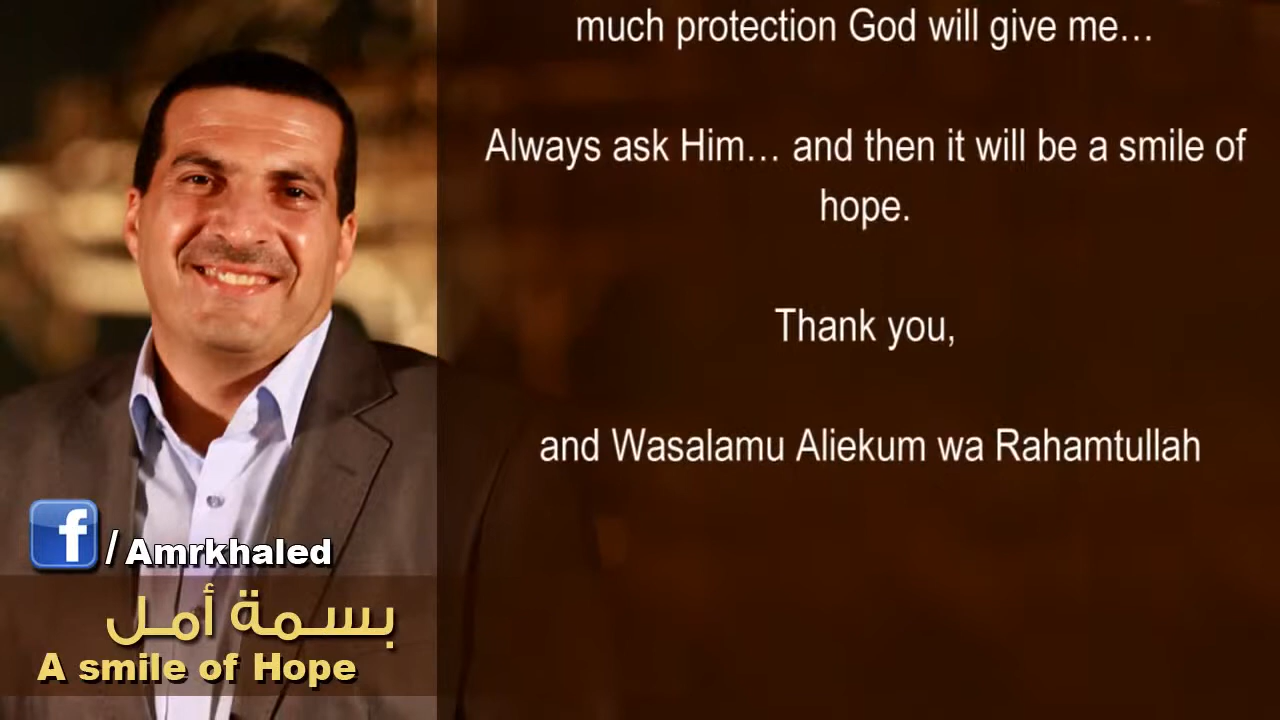 much protection God will give me…
Always ask Him… and then it will be a smile of
hope.
Thank you,
and Wasalamu Aliekum wa Rahamtullah
f / Amrkhaled
بسمة أمل
A smile of Hope